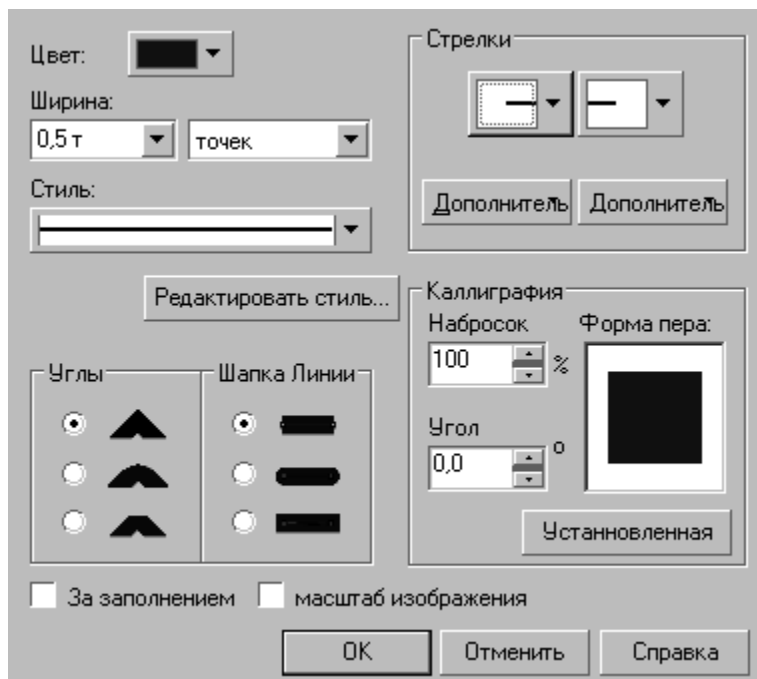 Цвет:
Ширина:
0,5 т
точек
Стиль:
Редактировать стиль...
Стрелки
Дополнитель
Дополнитель
Углы
Шапка Линии
Каллиграфия
Набросок
Форма пера:
100
%
Угол
0,0
°
Устанновленная
За заполнением
масштаб изображения
OK
Отменить
Справка